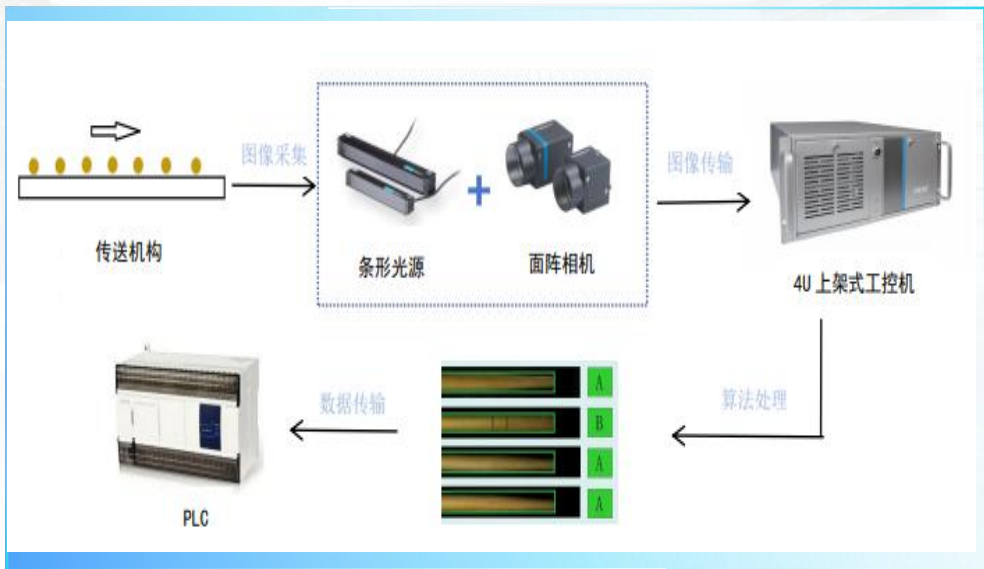 图像采集
图像传输
传送机构
条形光源
面阵相机
4U 上架式工控机
算法处理
数据传输
A
B
A
A
PLC